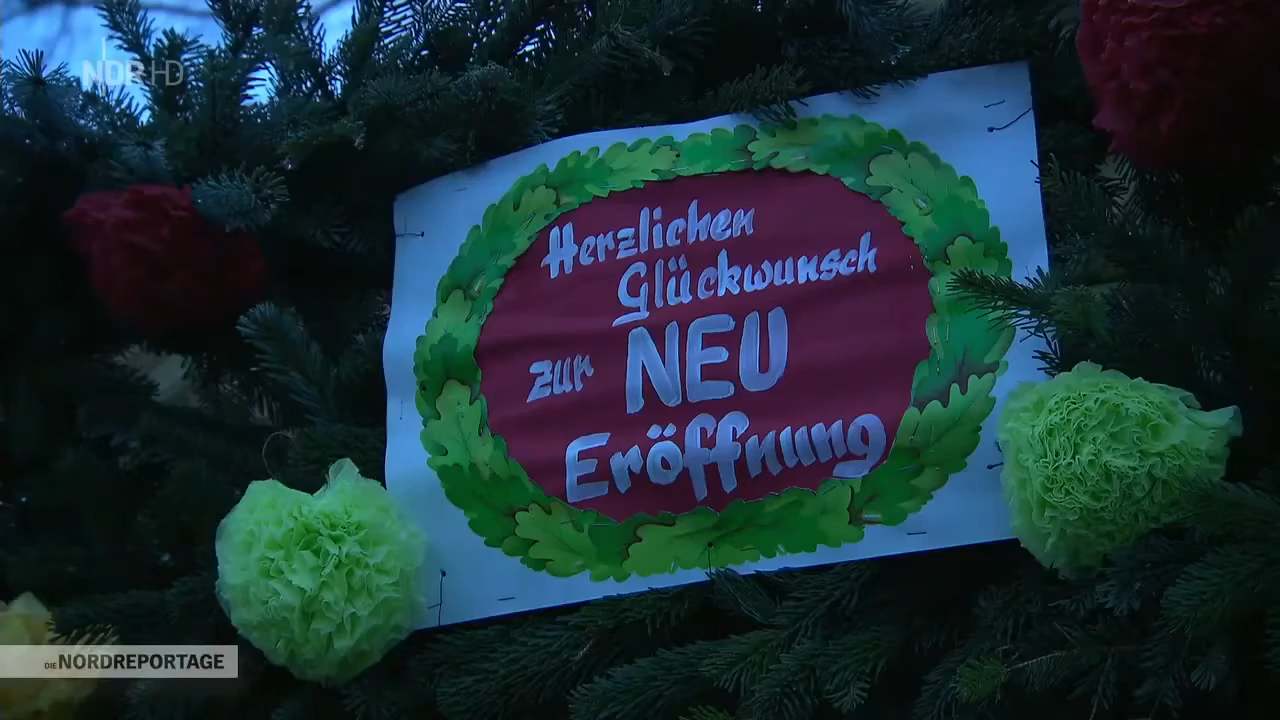 NDR HD
Herzlichen
Glückwunsch
zur NEU
Eröffnung
DIE NORDREPORTAGE